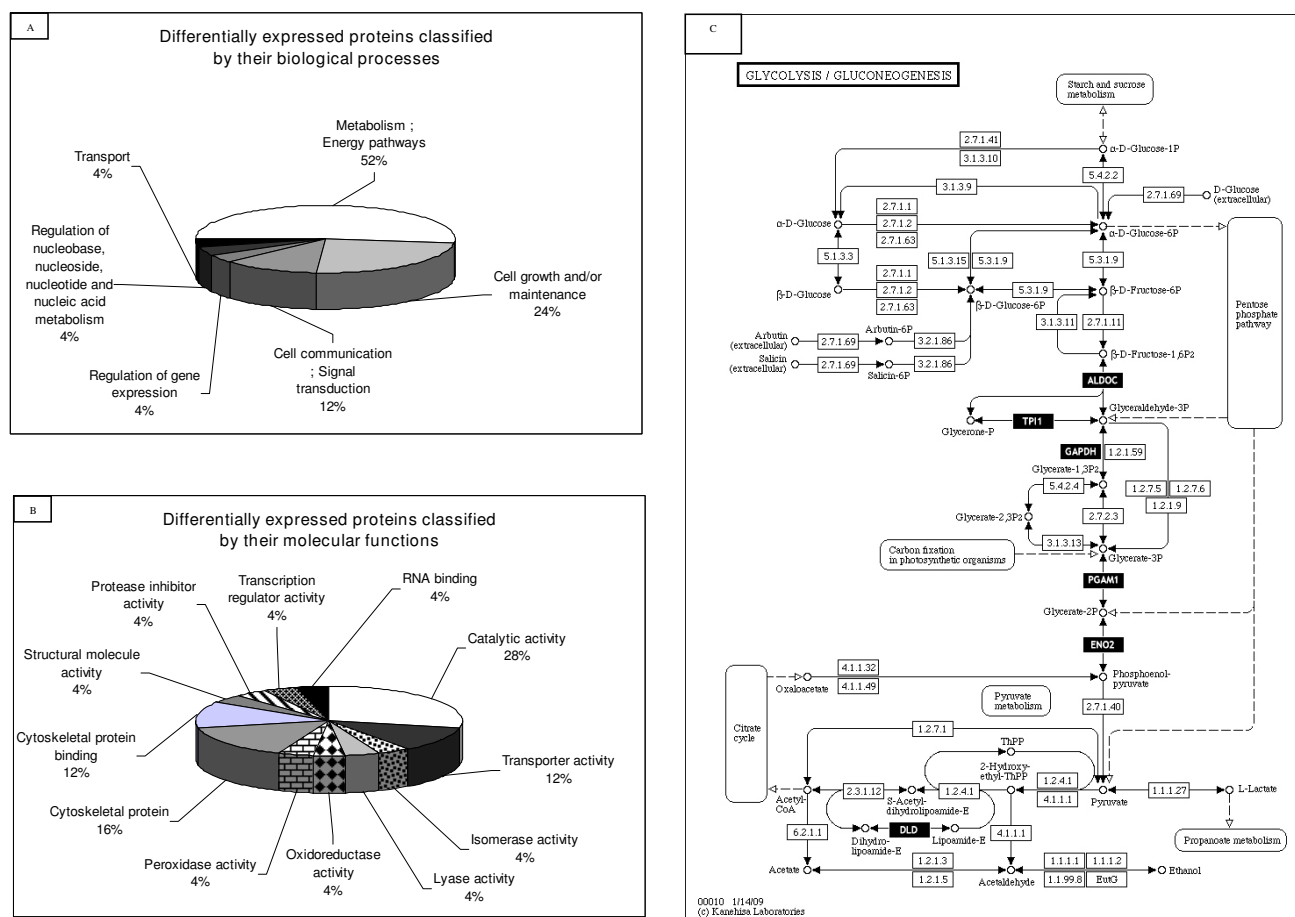 A
Differentially expressed proteins classified
by their biological processes
Metabolism ;
Energy pathways
52%
Transport
4%
Regulation of
nucleobase,
nucleoside,
nucleotide and
nucleic acid
metabolism
4%
Cell growth and/or
maintenance
24%
Cell communication
; Signal
transduction
12%
Regulation of gene
expression
4%
B
Differentially expressed proteins classified
by their molecular functions
RNA binding
4%
Transcription
regulator activity
4%
Protease inhibitor
activity
4%
Catalytic activity
28%
Structural molecule
activity
4%
Cytoskeletal protein
binding
12%
Transporter activity
12%
Cytoskeletal protein
16%
Isomerase activity
4%
Peroxidase activity
4%
Oxidoreductase
activity
4%
Lyase activity
4%
C
GLYCOLYSIS / GLUCONEOGENESIS
Starch and sucrose
metabolism
2.7.1.41
3.1.3.10
α-D-Glucose-1P
5.4.2.2
3.1.3.9
2.7.1.69
D-Glucose
(extracellular)
α-D-Glucose
2.7.1.1
2.7.1.2
2.7.1.63
α-D-Glucose-6P
5.1.3.3
5.1.3.15
5.3.1.9
5.3.1.9
β-D-Glucose
2.7.1.1
2.7.1.2
2.7.1.63
β-D-Glucose-6P
5.3.1.9
β-D-Fructose-6P
Pentose
phosphate
pathway
3.1.3.11
2.7.1.11
Arbutin
(extracellular)
2.7.1.69
Arbutin-6P
3.2.1.86
Salicin
(extracellular)
2.7.1.69
Salicin-6P
3.2.1.86
β-D-Fructose-1,6P2
ALDOC
Glyceraldehyde-3P
Glycerone-P
TPI1
GAPDH
1.2.1.59
Glycerate-1,3P2
5.4.2.4
1.2.7.5
1.2.7.6
1.2.1.9
Glycerate-2,3P2
2.7.2.3
3.1.3.13
Carbon fixation
in photosynthetic organisms
Glycerate-3P
PGAM1
Glycerate-2P
ENO2
4.1.1.32
4.1.1.49
Oxaloacetate
Phosphoenol-
pyruvate
Pyruvate
metabolism
2.7.1.40
Citrate
cycle
1.2.7.1
ThPP
2-Hydroxy-
ethyl-ThPP
Acetyl-
CoA
2.3.1.12
S-Acetyl-
dihydrolipoamide-E
1.2.4.1
1.2.4.1
4.1.1.1
Pyruvate
1.1.1.27
L-Lactate
6.2.1.1
Dihydro-
lipoamide-E
DLD
Lipoamide-E
4.1.1.1
Propanoate metabolism
Acetate
1.2.1.3
1.2.1.5
Acetaldehyde
1.1.1.1
1.1.1.2
1.1.99.8
EutG
Ethanol
00010 1/14/09
(c) Kanehisa Laboratories